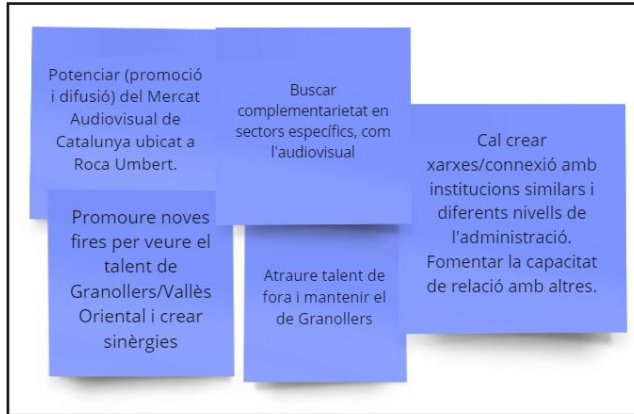 Potenciar (promoció
i difusió) del Mercat
Audiovisual de
Catalunya ubicat a
Roca Umbert.
Buscar
complementarietat en
sectors específics, com
l'audiovisual
Cal crear
xarxes/connexió amb
institucions similars i
diferents nivells de
l'administració.
Fomentar la capacitat
de relació amb altres.
Promoure noves
fires per veure el
talent de
Granollers/Vallès
Oriental i crear
sinèrgies
Atraure talent de
fora i mantenir el
de Granollers